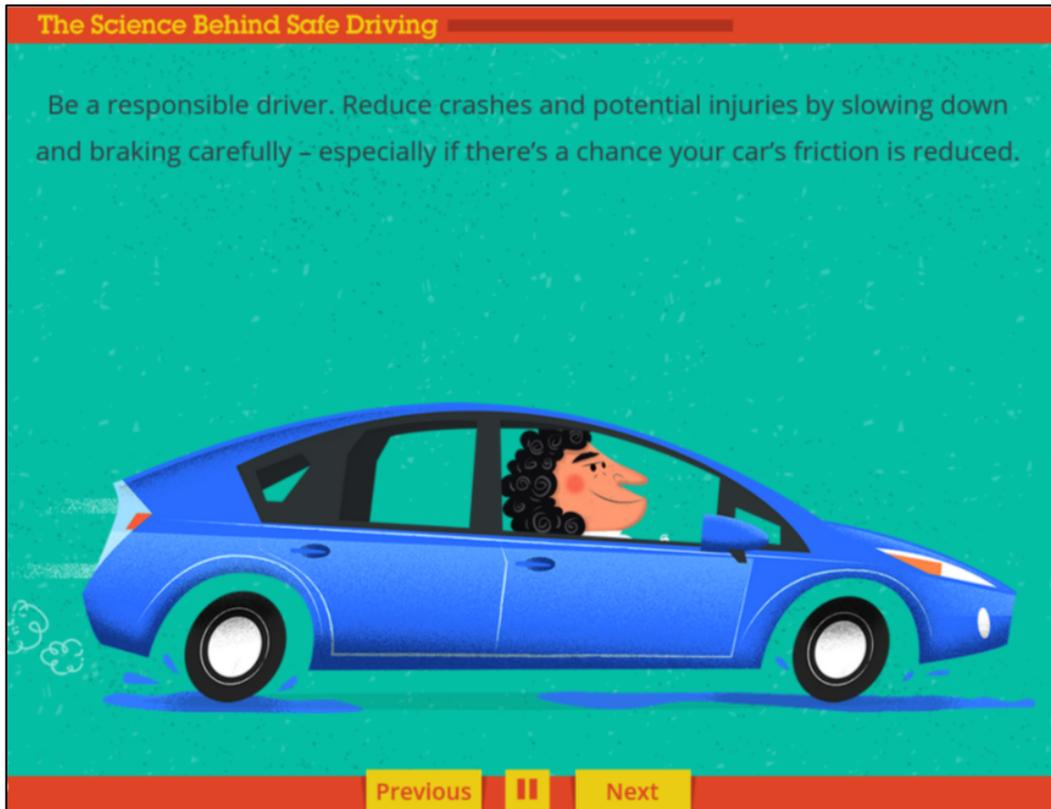 The Science Behind Safe Driving
Be a responsible driver. Reduce crashes and potential injuries by slowing down
and braking carefully – especially if there's a chance your car's friction is reduced.
Previous
Next